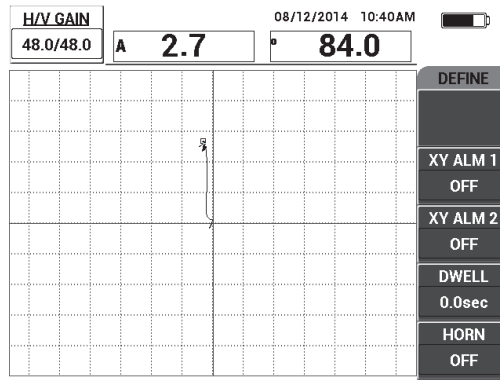 H/V GAIN
48.0/48.0
08/12/2014 10:40AM
A 2.7
° 84.0
DEFINE
XY ALM 1
OFF
XY ALM 2
OFF
DWELL
0.0sec
HORN
OFF